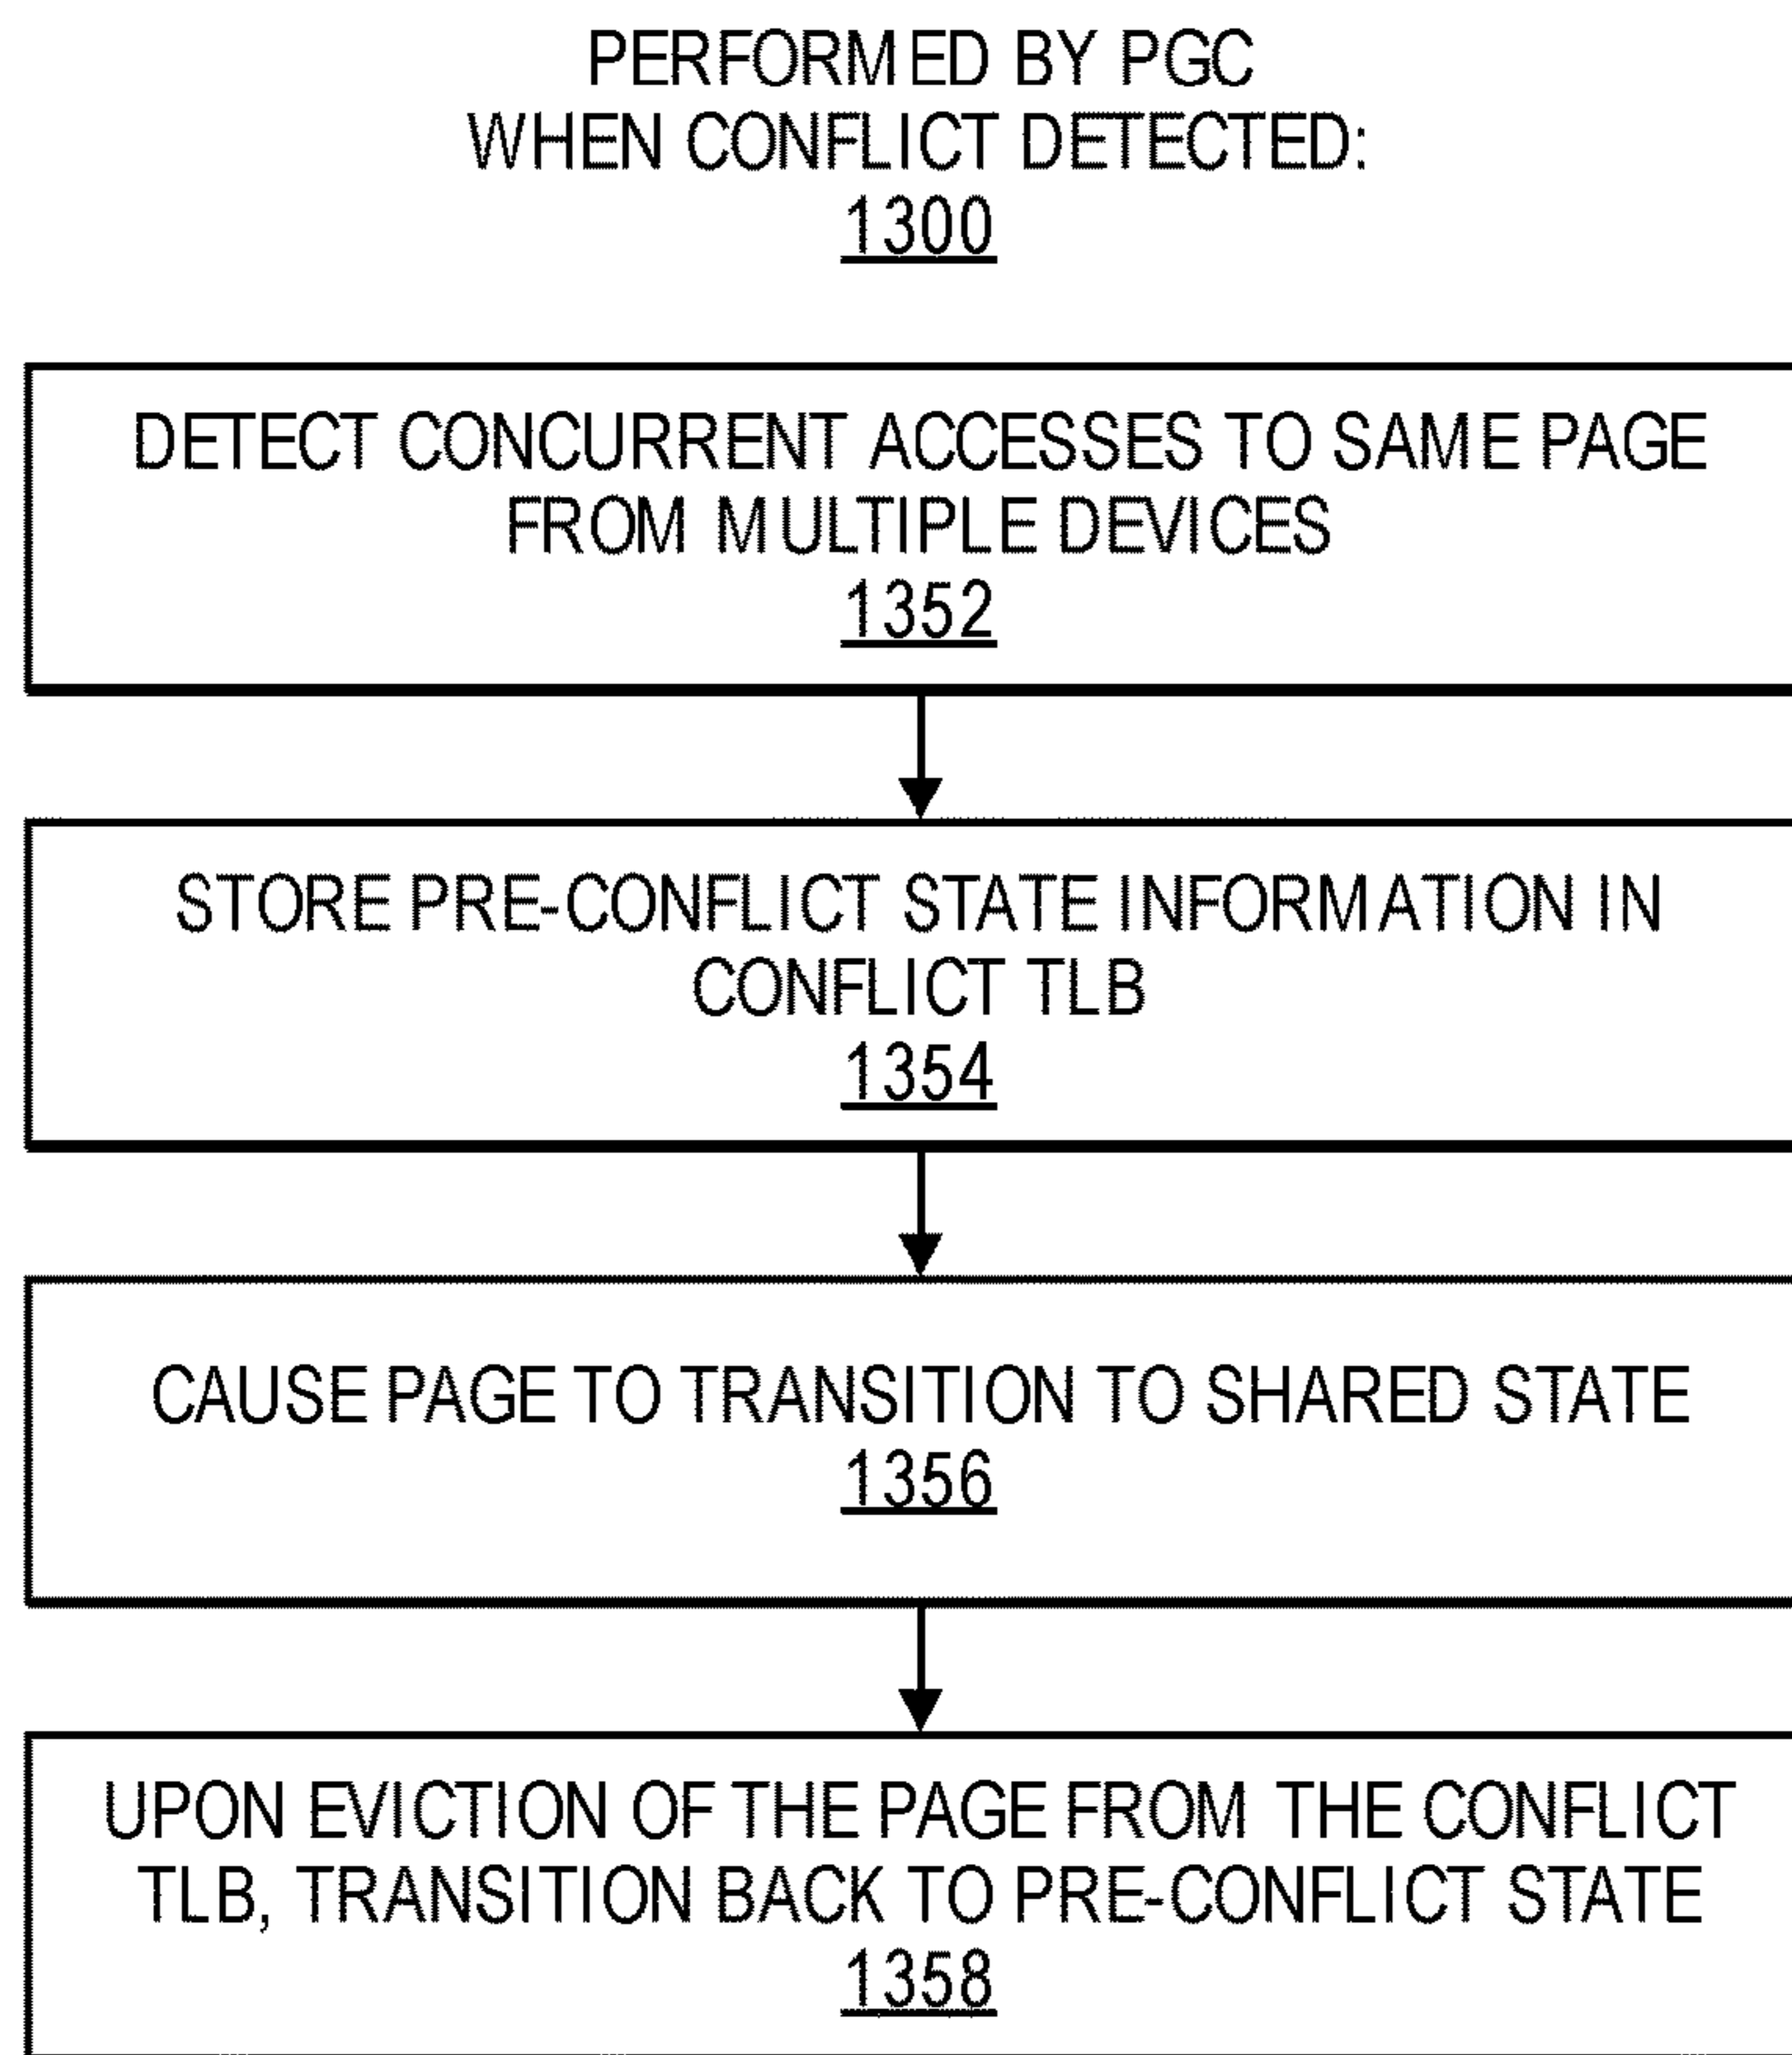 PERFORMED BY PGC
WHEN CONFLICT DETECTED:
1300
DETECT CONCURRENT ACCESSES TO SAME PAGE
FROM MULTIPLE DEVICES
1352
STORE PRE-CONFLICT STATE INFORMATION IN
CONFLICT TLB
1354
CAUSE PAGE TO TRANSITION TO SHARED STATE
1356
UPON EVICTION OF THE PAGE FROM THE CONFLICT
TLB, TRANSITION BACK TO PRE-CONFLICT STATE
1358